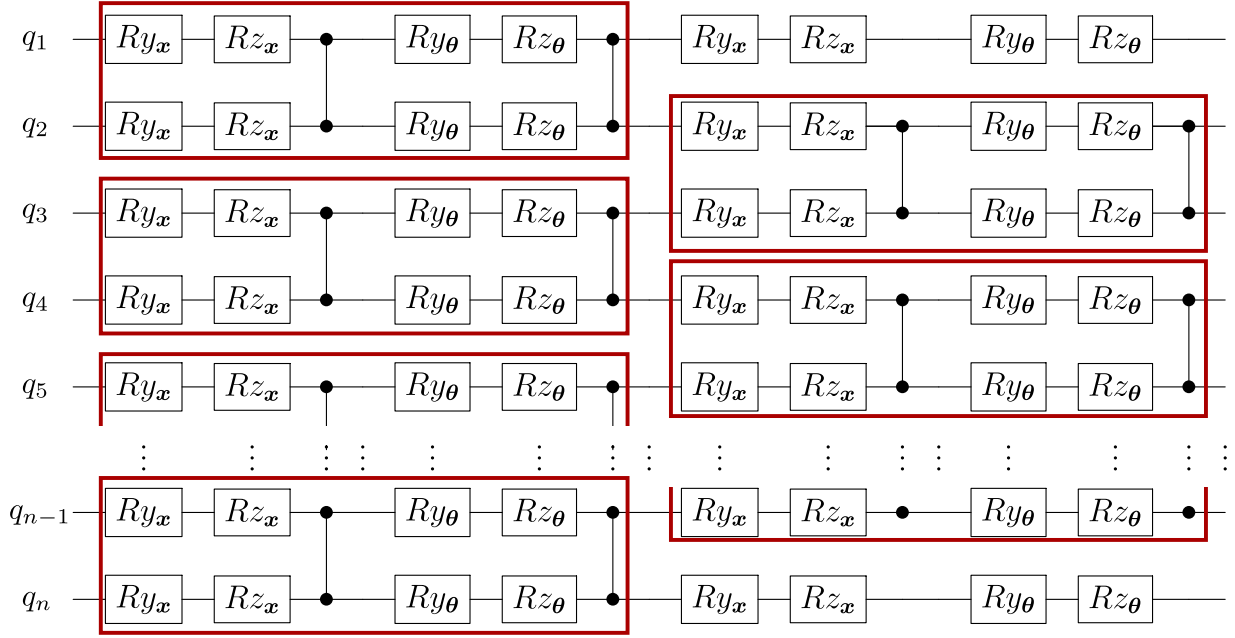 q₁ Ry𝒙 Rz𝒙 Ry𝜽 Rz𝜽 Ry𝒙 Rz𝒙 Ry𝜽 Rz𝜽
q₂ Ry𝒙 Rz𝒙 Ry𝜽 Rz𝜽 Ry𝒙 Rz𝒙 Ry𝜽 Rz𝜽
q₃ Ry𝒙 Rz𝒙 Ry𝜽 Rz𝜽 Ry𝒙 Rz𝒙 Ry𝜽 Rz𝜽
q₄ Ry𝒙 Rz𝒙 Ry𝜽 Rz𝜽 Ry𝒙 Rz𝒙 Ry𝜽 Rz𝜽
q₅ Ry𝒙 Rz𝒙 Ry𝜽 Rz𝜽 Ry𝒙 Rz𝒙 Ry𝜽 Rz𝜽
⋮ ⋮ ⋮ ⋮ ⋮ ⋮ ⋮ ⋮ ⋮ ⋮ ⋮ ⋮ ⋮ ⋮ ⋮ ⋮
qₙ₋₁ Ry𝒙 Rz𝒙 Ry𝜽 Rz𝜽 Ry𝒙 Rz𝒙 Ry𝜽 Rz𝜽
qₙ Ry𝒙 Rz𝒙 Ry𝜽 Rz𝜽 Ry𝒙 Rz𝒙 Ry𝜽 Rz𝜽